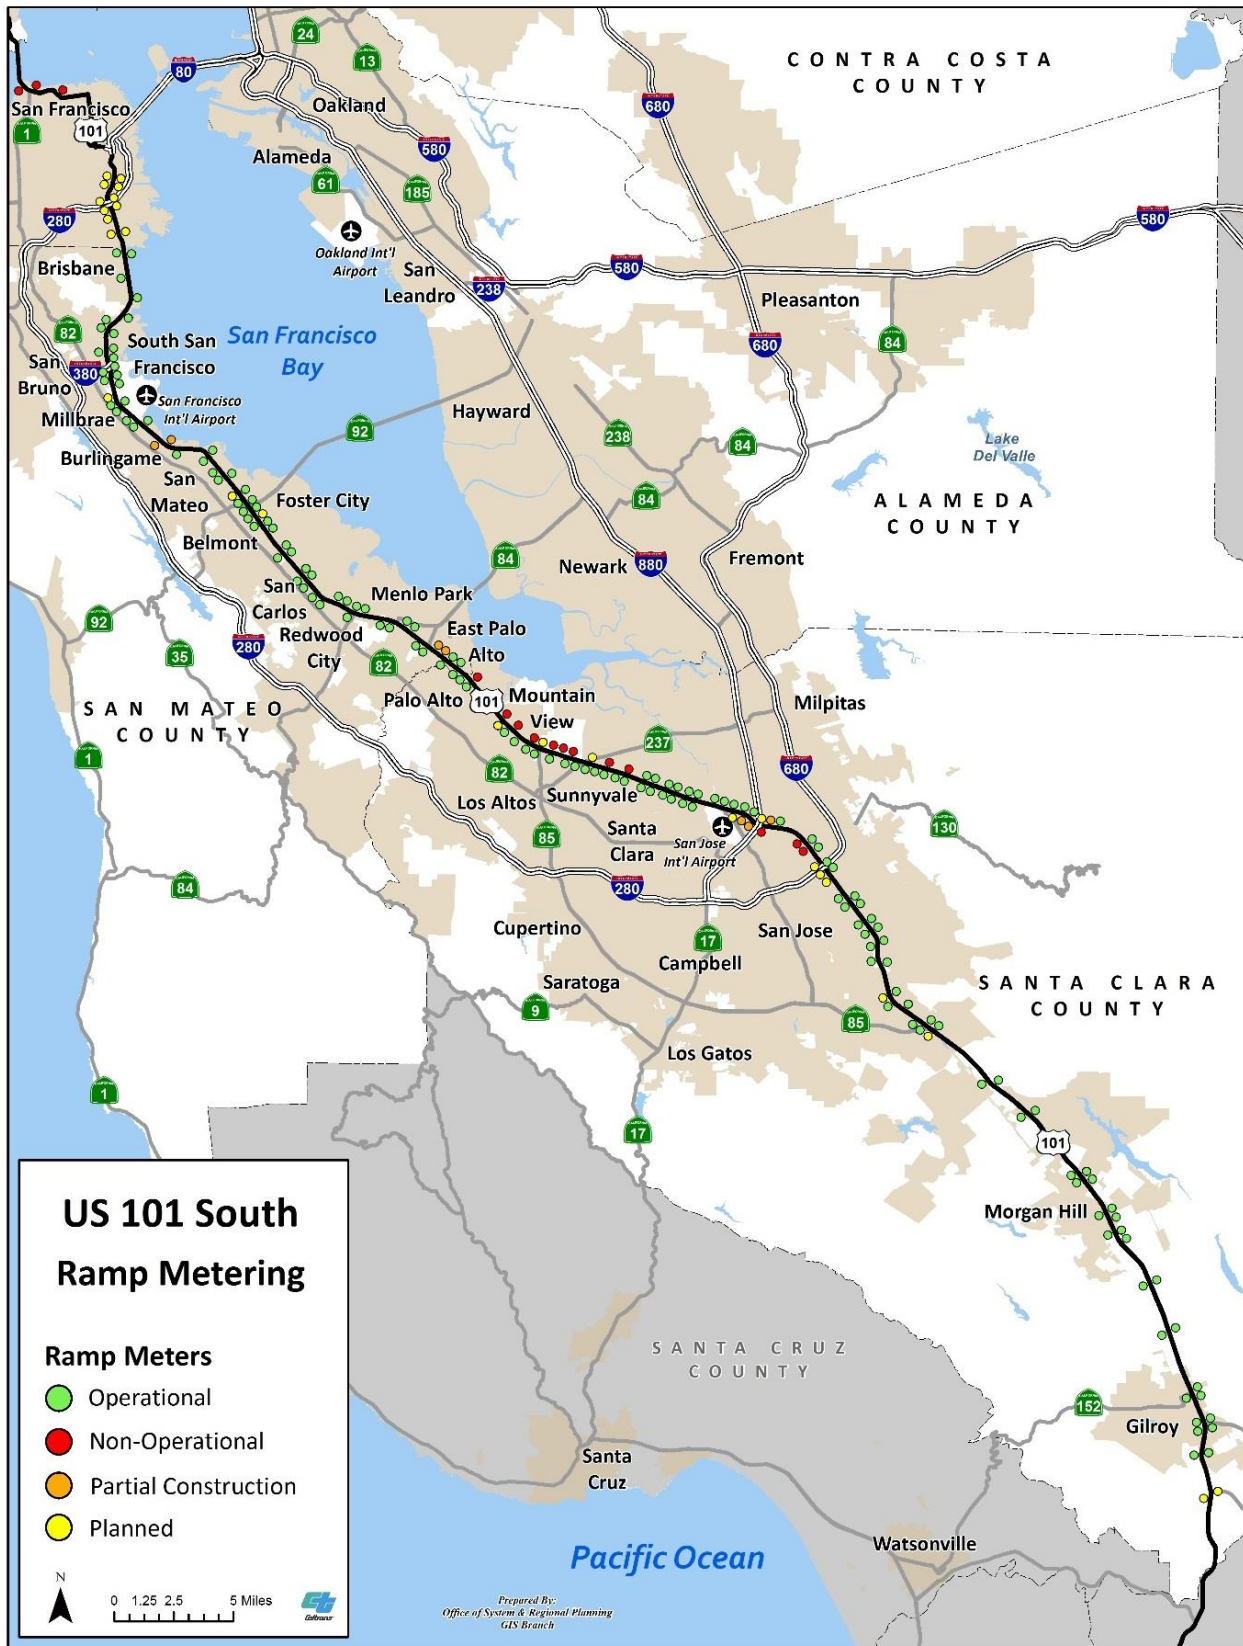 CONTRA COSTA
COUNTY
24
13
80
680
Oakland
San Francisco
101
1
580
Alameda
61
185
280
580
Oakland Int'l
Airport
San
Leandro
Brisbane
580
238
Pleasanton
82
South San
Francisco
San Francisco
Bay
680
84
San
Bruno
380
San Francisco
Int'l Airport
Millbrae
Hayward
92
238
84
Lake
Del Valle
Burlingame
San
Mateo
Foster City
84
ALAMEDA
COUNTY
Belmont
84
Newark
880
Fremont
San
Carlos
Menlo Park
92
35
280
Redwood
City
82
East Palo
Alto
SAN MATEO
COUNTY
Palo Alto
101
Mountain
View
Milpitas
1
237
680
82
Los Altos
Sunnyvale
85
Santa
Clara
San Jose
Int'l Airport
130
84
280
Cupertino
17
San Jose
Campbell
Saratoga
SANTA CLARA
COUNTY
9
85
Los Gatos
1
17
101
Morgan Hill
US 101 South
Ramp Metering
Ramp Meters
Operational
Non-Operational
Partial Construction
Planned
N
0 1.25 2.5 5 Miles
Caltrans
SANTA CRUZ
COUNTY
152
Gilroy
Santa
Cruz
Watsonville
Pacific Ocean
Prepared By:
Office of System & Regional Planning
GIS Branch